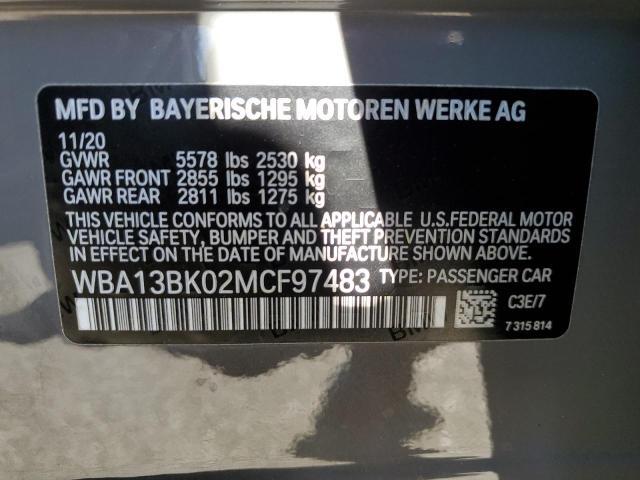 MFD BY BAYERISCHE MOTOREN WERKE AG
11/20
GVWR 5578 lbs 2530 kg
GAWR FRONT 2855 lbs 1295 kg
GAWR REAR 2811 lbs 1275 kg
THIS VEHICLE CONFORMS TO ALL APPLICABLE U.S.FEDERAL MOTOR
VEHICLE SAFETY, BUMPER AND THEFT PREVENTION STANDARDS
IN EFFECT ON THE DATE OF MANUFACTURE SHOWN ABOVE.
WBA13BK02MCF97483 TYPE: PASSENGER CAR
C3E/7
7 315 814